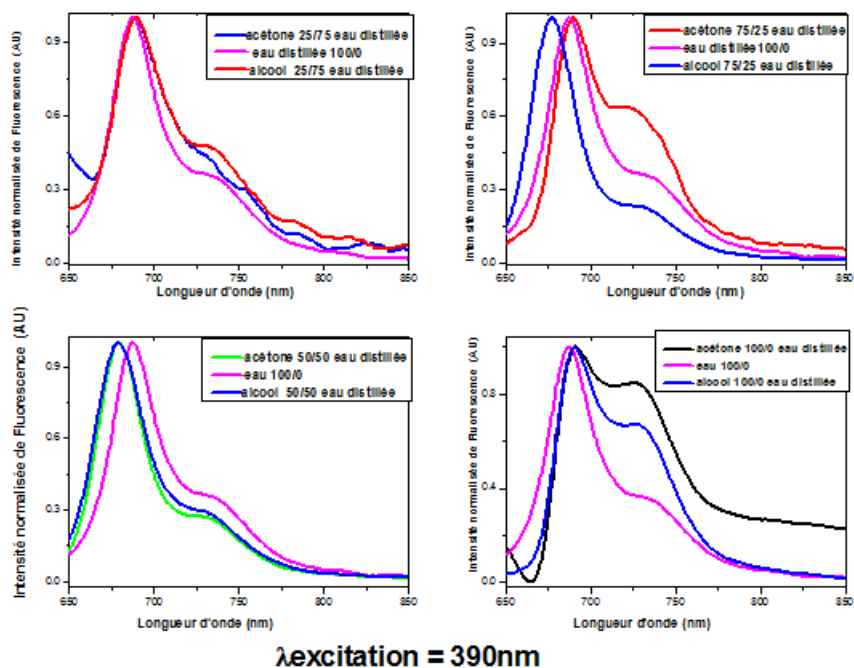 Intensité normalisée de Fluorescence (AU)
1.0
0.6
0.3
0.0
acétone 25/75 eau distillée
eau distillée 100/0
alcool 25/75 eau distillée
650 700 750 800 850
Longueur d'onde (nm)
Intensité normalisée de Fluorescence (AU)
1.0
0.6
0.3
0.0
acétone 75/25 eau distillée
eau distillée 100/0
alcool 75/25 eau distillée
650 700 750 800 850
Longueur d'onde (nm)
Intensité normalisée de Fluorescence (AU)
1.0
0.6
0.3
0.0
acétone 50/50 eau distillée
eau 100/0
alcool 50/50 eau distillée
650 700 750 800 850
Longueur d'onde (nm)
Intensité normalisée de Fluorescence (AU)
0.8
0.4
0.0
acétone 100/0 eau distillée
eau 100/0
alcool 100/0 eau distillée
650 700 750 800 850
Longueur d'onde (nm)
λexcitation = 390nm